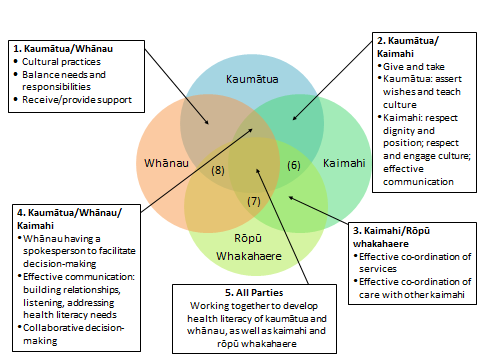 1. Kaumātua/Whānau
• Cultural practices
• Balance needs and
responsibilities
• Receive/provide support
2. Kaumātua/
Kaimahi
• Give and take
• Kaumātua: assert
wishes and teach
culture
• Kaimahi: respect
dignity and
position; respect
and engage culture;
effective
communication
Kaumātua
Whānau
Kaimahi
(8)
(6)
(7)
Rōpū
Whakahaere
4. Kaumātua/Whānau/
Kaimahi
• Whānau having a
spokesperson to facilitate
decision-making
• Effective communication:
building relationships,
listening, addressing
health literacy needs
• Collaborative decision-
making
3. Kaimahi/Rōpū
whakahaere
• Effective co-ordination of
services
• Effective co-ordination of
care with other kaimahi
5. All Parties
Working together to develop
health literacy of kaumātua and
whānau, as well as kaimahi and
rōpū whakahaere